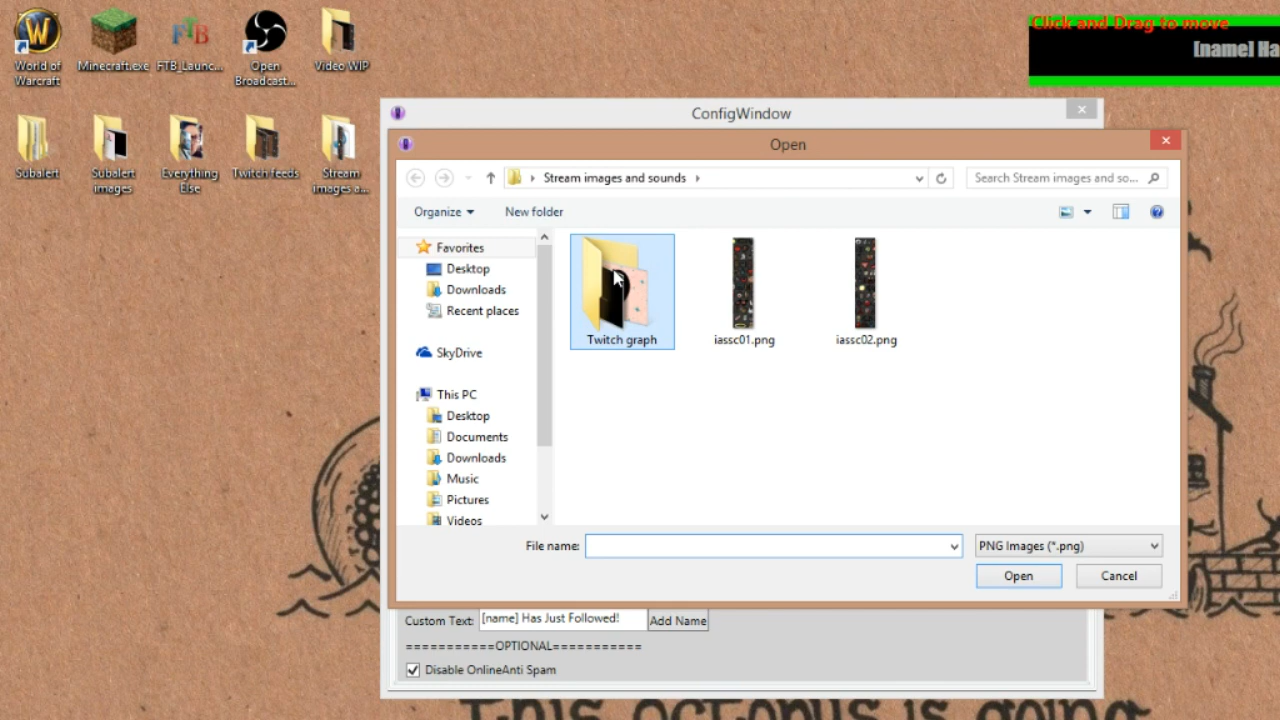 World of
Warcraft
Minecraft.exe
FTB_Launc...
Open
Broadcast...
Video WIP
Subalert
Subalert
images
Everything
Else
Twitch feeds
Stream
images a...
Click and Drag to move
[name] Ha
ConfigWindow
Open
Stream images and sounds
Search Stream images and so...
Organize
New folder
Favorites
Desktop
Downloads
Recent places
SkyDrive
This PC
Desktop
Documents
Downloads
Music
Pictures
Videos
Twitch graph
iassc01.png
iassc02.png
File name:
PNG Images (*.png)
Open
Cancel
Custom Text:
[name] Has Just Followed!
Add Name
===========OPTIONAL===========
Disable OnlineAnti Spam
This octopus is going